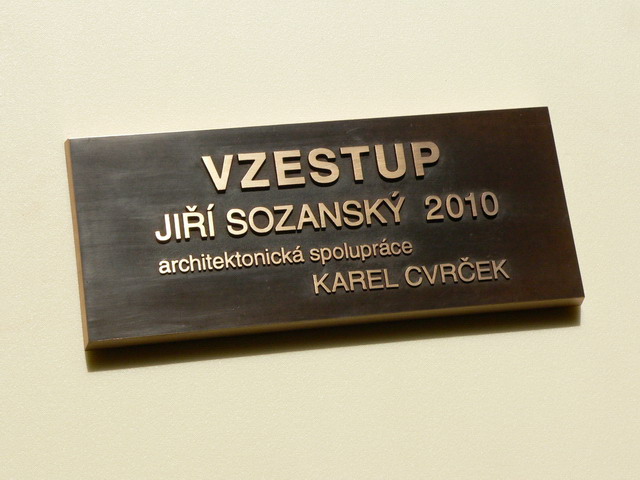 VZESTUP
JIŘÍ SOZANSKÝ 2010
architektonická spolupráce
KAREL CVRČEK